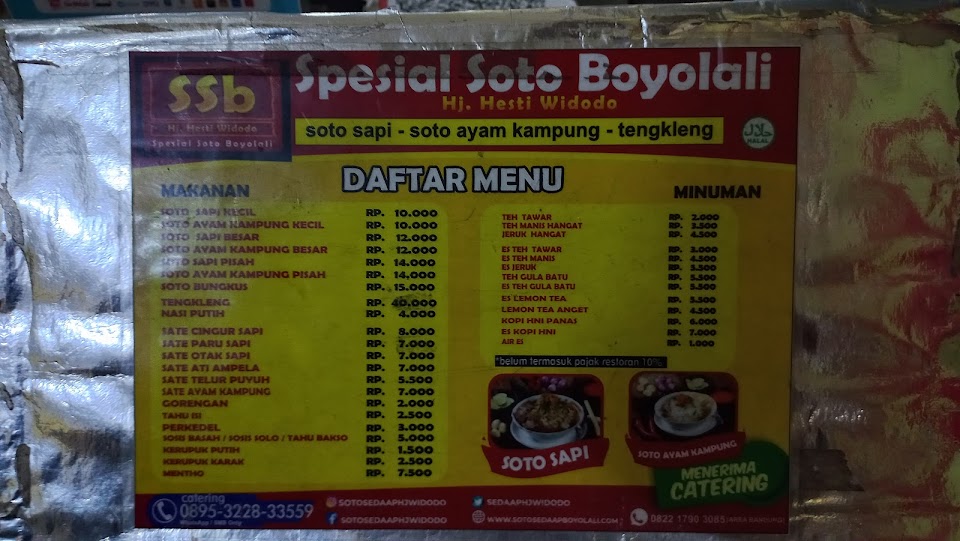 SSb
Hj. Hesti Widodo
Spesial Soto Boyolali
Spesial Soto Boyolali
Hj. Hesti Widodo
soto sapi - soto ayam kampung - tengkleng
HALAL
DAFTAR MENU
MAKANAN
SOTO SAPI KECIL RP. 10.000
SOTO AYAM KAMPUNG KECIL RP. 10.000
SOTO SAPI BESAR RP. 12.000
SOTO AYAM KAMPUNG BESAR RP. 12.000
SOTO SAPI PISAH RP. 14.000
SOTO AYAM KAMPUNG PISAH RP. 14,000
SOTO BUNGKUS RP. 15.000
TENGKLENG RP. 40.000
NASI PUTIH RP. 4.000
SATE CINGUR SAPI RP. 8.000
SATE PARU SAPI RP. 7.000
SATE OTAK SAPI RP. 7.000
SATE ATI AMPELA RP. 7.000
SATE TELUR PUYUH RP. 5.500
SATE AYAM KAMPUNG RP. 7.000
GORENGAN RP. 2.000
TAHU ISI RP. 2.500
PERKEDEL RP. 3.000
SOSIS BASAH / SOSIS SOLO / TAHU BAKSO RP. 5.000
KERUPUK PUTIH RP. 1.500
KERUPUK KARAK RP. 2.500
MENTHO RP. 7.500
MINUMAN
TEH TAWAR RP. 2.000
TEH MANIS HANGAT RP. 3.500
JERUK HANGAT RP. 4.500
ES TEH TAWAR RP. 3.000
ES TEH MANIS RP. 4.500
ES JERUK RP. 5.500
TEH GULA BATU RP. 5.500
ES TEH GULA BATU RP. 5.500
ES LEMON TEA RP. 5.500
LEMON TEA ANGET RP. 4.500
KOPI HNI PANAS RP. 6.000
ES KOPI HNI RP. 7.000
AIR ES RP. 1.000
*belum termasuk pajak restoran 10%
SOTO SAPI
SOTO AYAM KAMPUNG
MENERIMA
CATERING
catering
0895-3228-33559
SOTOSEDAAPHJWIDODO
SOTOSEDAAPHJWIDODO
SEDAAPHJWIDODO
WWW.SOTOSEDAAPBOYOLALI.COM
0822 1790 3085